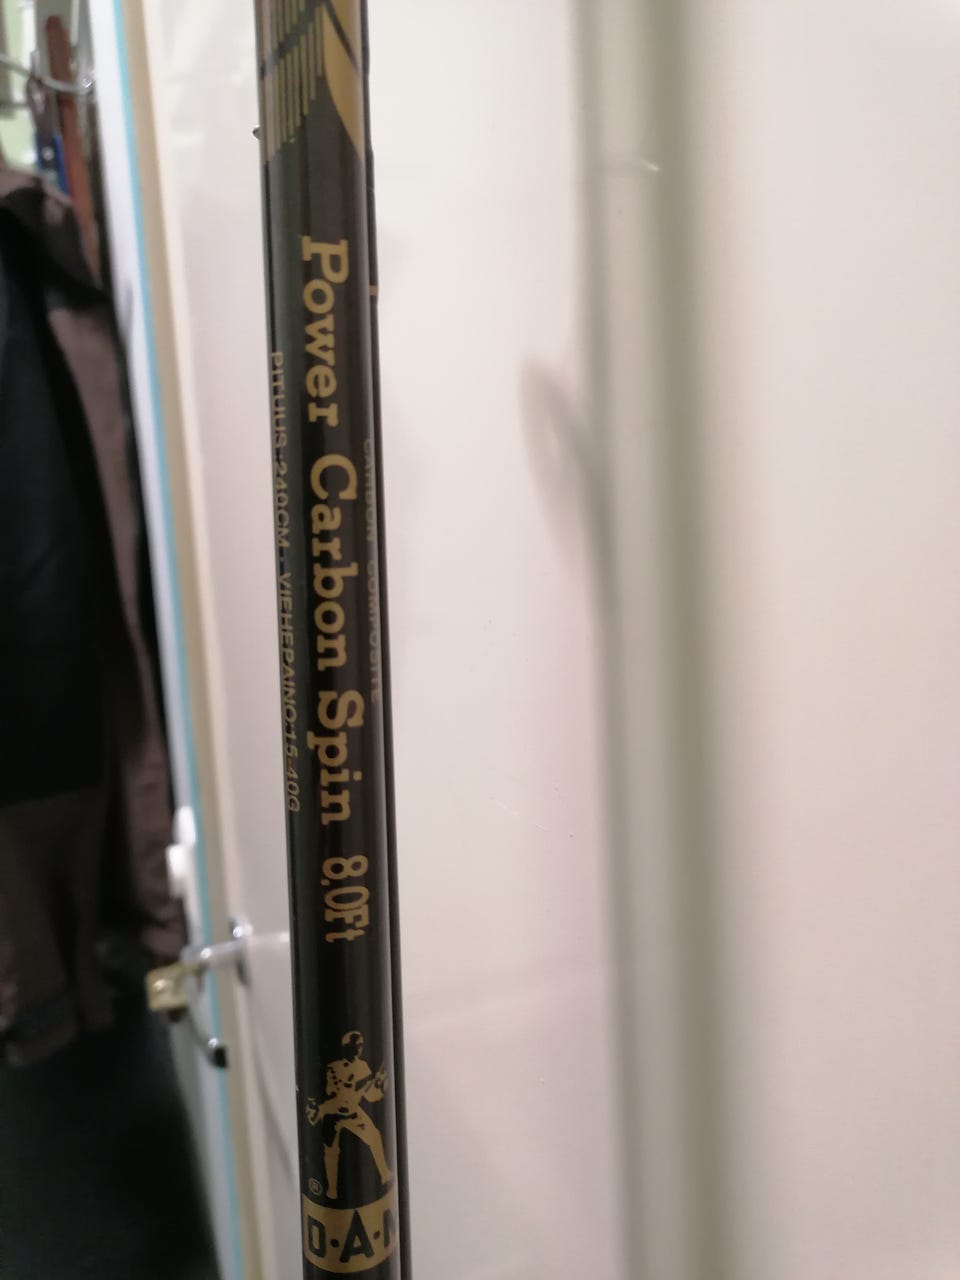 CARBON COMPOSITE
Power Carbon Spin 8,0Ft
PITUUS: 240CM · VIEHEPAINO:15-40G
®
D·A·M